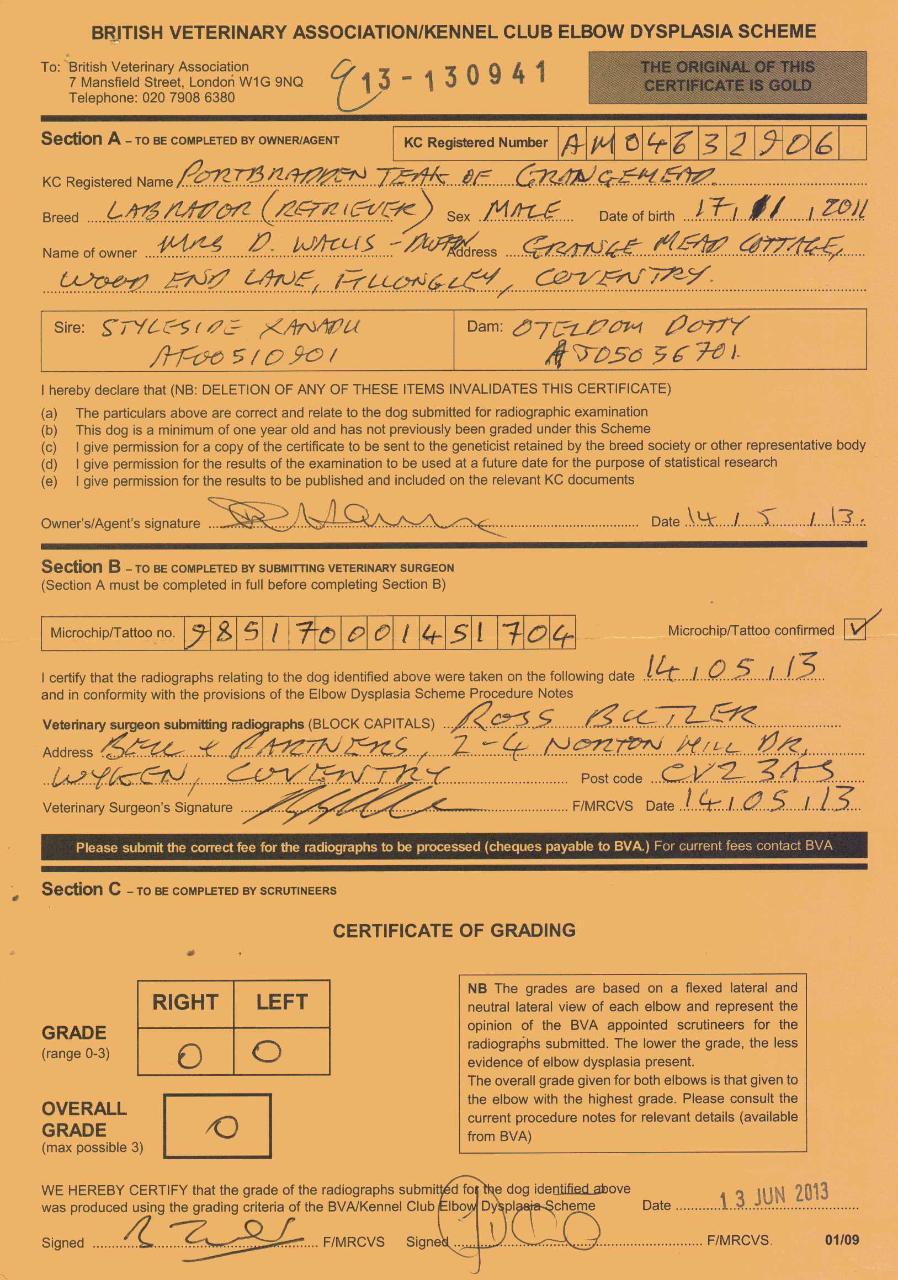 BRITISH VETERINARY ASSOCIATION/KENNEL CLUB ELBOW DYSPLASIA SCHEME
To: British Veterinary Association
7 Mansfield Street, London W1G 9NQ
Telephone: 020 7908 6380
13-130941
THE ORIGINAL OF THIS
CERTIFICATE IS GOLD
Section A – TO BE COMPLETED BY OWNER/AGENT
KC Registered Number AM04632906
KC Registered Name PORTBRADDEN TEAK OF GRANGEMEAD.
Breed LABRADOR (RETRIEVER) Sex MALE Date of birth 17 / 11 / 2011
Name of owner MRS D. WALLIS - Address GRANGE MEAD COTTAGE,
WOOD END LANE, FILLONGLEY, COVENTRY.
Sire: STYLESIDE XANADU
AF00510901
Dam: OTELDOM DOTTY
AJ05036701.
I hereby declare that (NB: DELETION OF ANY OF THESE ITEMS INVALIDATES THIS CERTIFICATE)
(a) The particulars above are correct and relate to the dog submitted for radiographic examination
(b) This dog is a minimum of one year old and has not previously been graded under this Scheme
(c) I give permission for a copy of the certificate to be sent to the geneticist retained by the breed society or other representative body
(d) I give permission for the results of the examination to be used at a future date for the purpose of statistical research
(e) I give permission for the results to be published and included on the relevant KC documents
Owner's/Agent's signature Date 14 / 5 / 13.
Section B – TO BE COMPLETED BY SUBMITTING VETERINARY SURGEON
(Section A must be completed in full before completing Section B)
Microchip/Tattoo no. 985170001451704 Microchip/Tattoo confirmed ✓
I certify that the radiographs relating to the dog identified above were taken on the following date 14 / 05 / 13
and in conformity with the provisions of the Elbow Dysplasia Scheme Procedure Notes
Veterinary surgeon submitting radiographs (BLOCK CAPITALS) ROSS BUTLER
Address BELL & PARTNERS, 2-4 NORTON HILL DR,
WYKEN, COVENTRY Post code CV2 3AS
Veterinary Surgeon's Signature F/MRCVS Date 14 / 05 / 13
Please submit the correct fee for the radiographs to be processed (cheques payable to BVA.) For current fees contact BVA
Section C – TO BE COMPLETED BY SCRUTINEERS
CERTIFICATE OF GRADING
RIGHT LEFT
GRADE
(range 0-3) 0 0
OVERALL
GRADE
(max possible 3) 0
NB The grades are based on a flexed lateral and
neutral lateral view of each elbow and represent the
opinion of the BVA appointed scrutineers for the
radiographs submitted. The lower the grade, the less
evidence of elbow dysplasia present.
The overall grade given for both elbows is that given to
the elbow with the highest grade. Please consult the
current procedure notes for relevant details (available
from BVA)
WE HEREBY CERTIFY that the grade of the radiographs submitted for the dog identified above
was produced using the grading criteria of the BVA/Kennel Club Elbow Dysplasia Scheme Date 13 JUN 2013
Signed F/MRCVS Signed F/MRCVS. 01/09